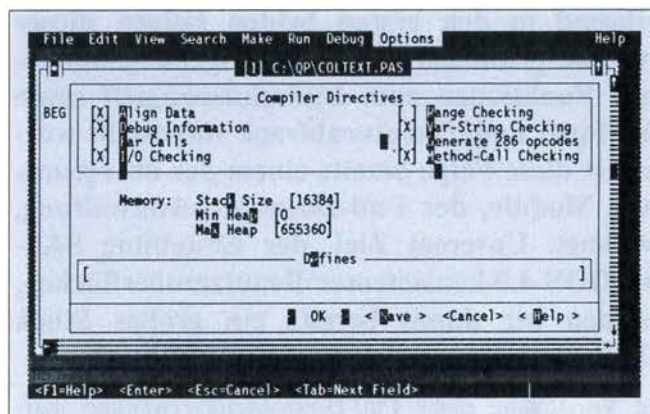 File Edit View Search Make Run Debug Options Help
[1] C:\QP\COLTEXT.PAS
Compiler Directives
BEG
[X] Align Data [ ] Range Checking
[X] Debug Information Var-String Checking
[ ] Far Calls Generate 286 opcodes
[X] I/O Checking [X] Method-Call Checking
Memory: Stack Size [16384]
Min Heap [0
Max Heap [655360]
Defines
[ ]
OK < Save <Cancel> < Help
<F1=Help> <Enter> <Esc=Cancel> <Tab=Next Field>